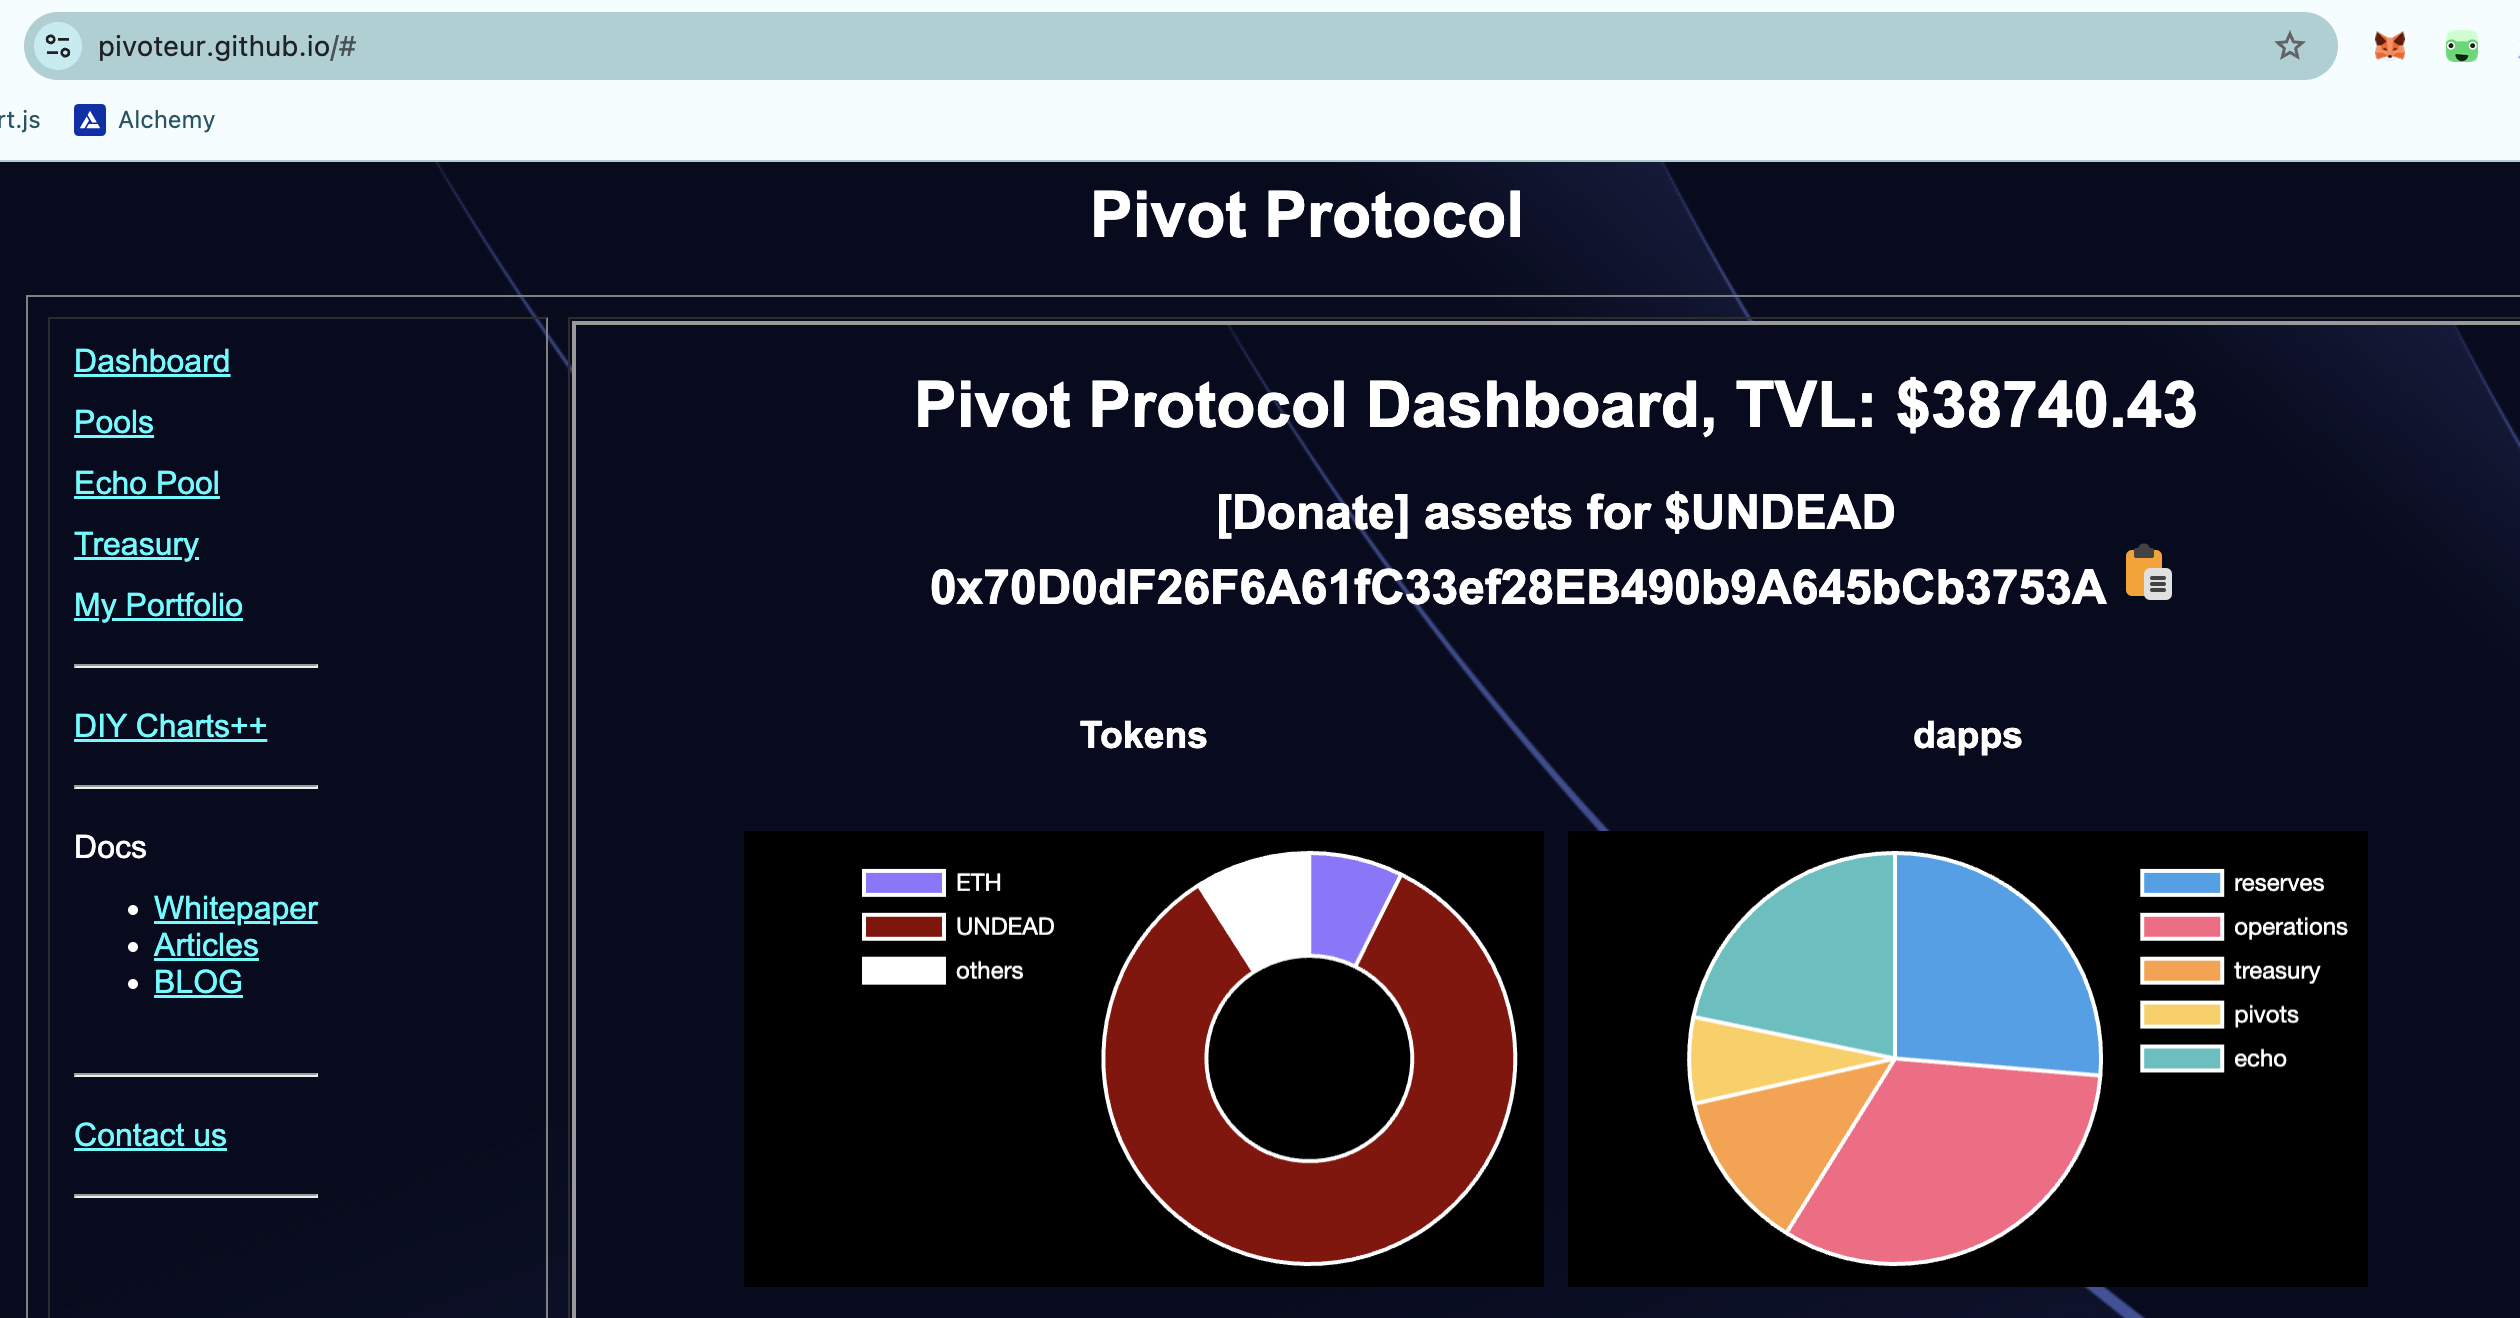 pivoteur.github.io/#
rt.js
Alchemy
Pivot Protocol
Dashboard
Pools
Echo Pool
Treasury
My Portfolio
DIY Charts++
Docs
Whitepaper
Articles
BLOG
Contact us
Pivot Protocol Dashboard, TVL: $38740.43
[Donate] assets for $UNDEAD
0x70D0dF26F6A61fC33ef28EB490b9A645bCb3753A
Tokens
ETH
UNDEAD
others
dapps
reserves
operations
treasury
pivots
echo